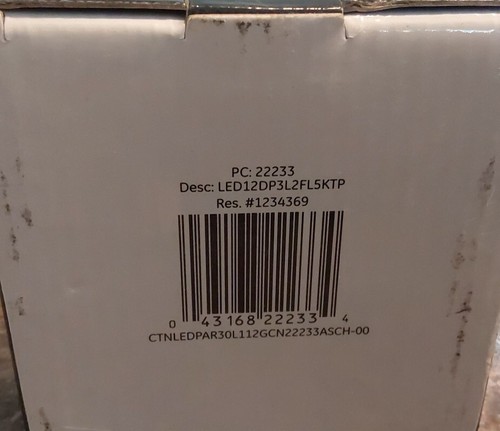 PC: 22233
Desc: LED12DP3L2FL5KTP
Res. #1234369
0 43168 22233 4
CTNLEDPAR30L112GCN22233ASCH-00